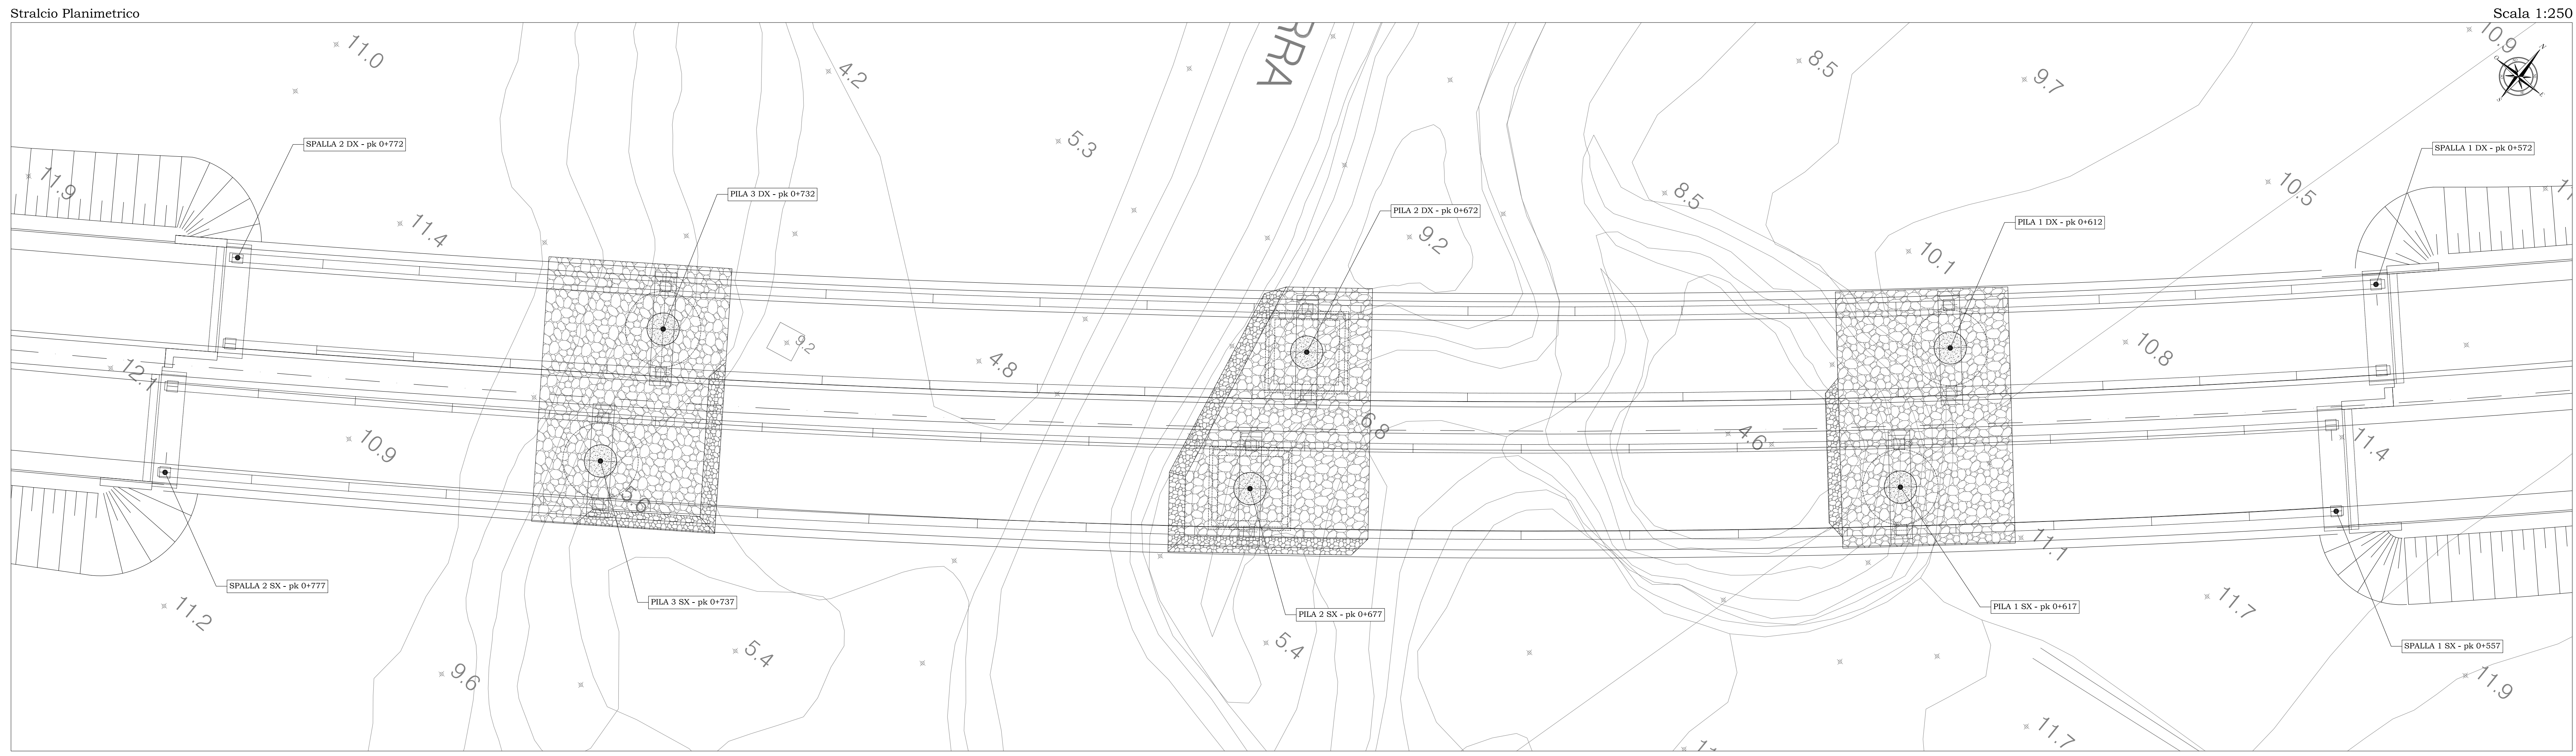 Stralcio Planimetrico
Scala 1:250
11.0
4.2
RRA
8.5
9.7
10.9
5.3
SPALLA 2 DX - pk 0+772
SPALLA 1 DX - pk 0+572
11.9
PILA 3 DX - pk 0+732
8.5
10.5
PILA 2 DX - pk 0+672
PILA 1 DX - pk 0+612
11.4
9.2
10.1
9.2
4.8
10.8
12.1
6.8
4.6
10.9
11.4
5.6
11.1
SPALLA 2 SX - pk 0+777
PILA 3 SX - pk 0+737
PILA 2 SX - pk 0+677
PILA 1 SX - pk 0+617
11.2
11.7
5.4
5.4
SPALLA 1 SX - pk 0+557
9.6
11.9
11.7